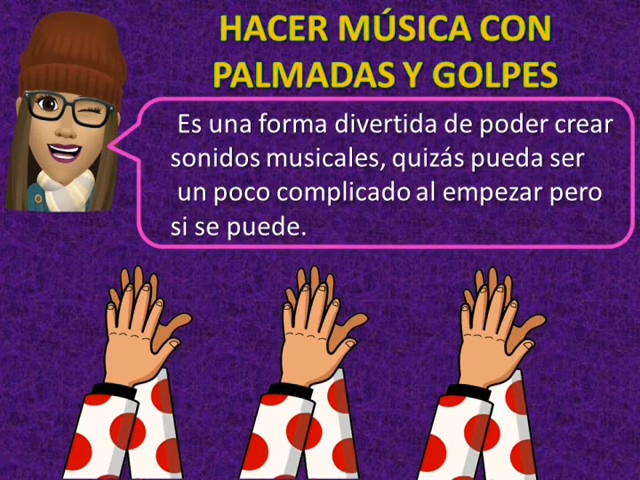 HACER MÚSICA CON
PALMADAS Y GOLPES
Es una forma divertida de poder crear
sonidos musicales, quizás pueda ser
un poco complicado al empezar pero
si se puede.